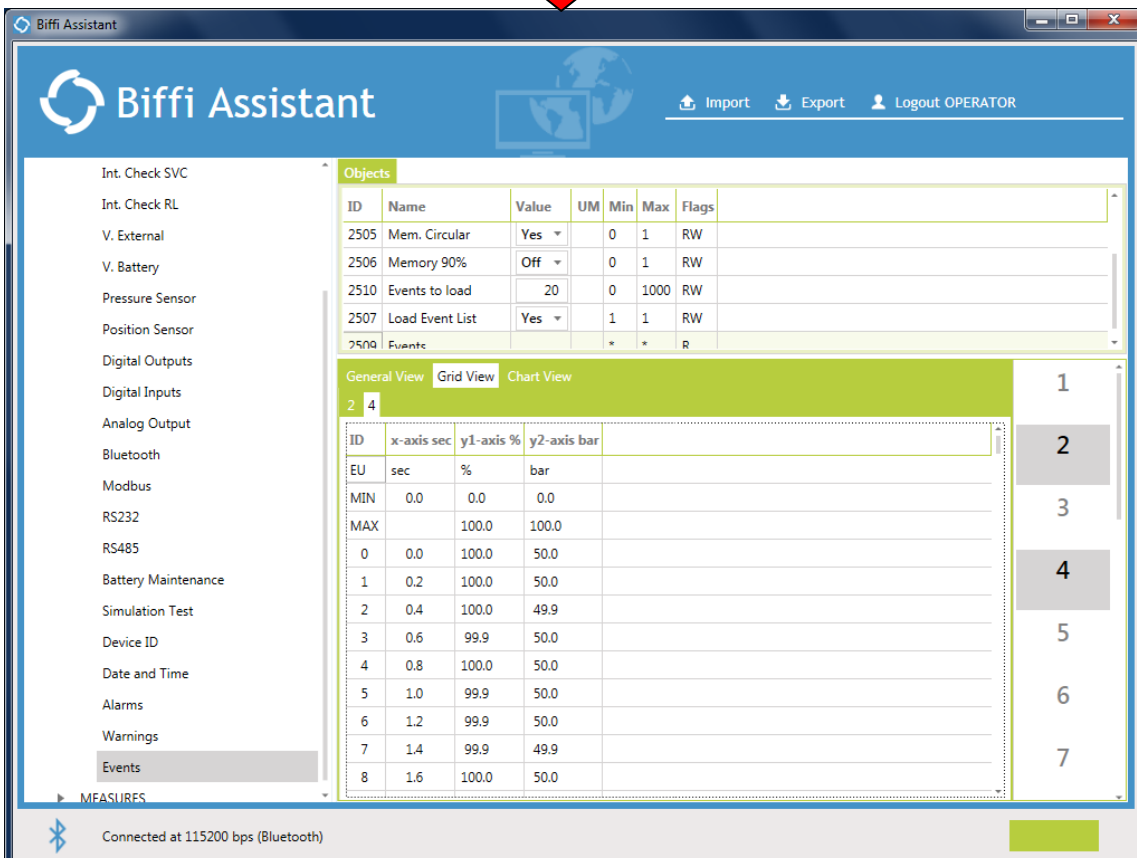 Biffi Assistant
Biffi Assistant
Import Export Logout OPERATOR
Int. Check SVC
Int. Check RL
V. External
V. Battery
Pressure Sensor
Position Sensor
Digital Outputs
Digital Inputs
Analog Output
Bluetooth
Modbus
RS232
RS485
Battery Maintenance
Simulation Test
Device ID
Date and Time
Alarms
Warnings
Events
MEASURES
Objects
ID Name Value UM Min Max Flags
2505 Mem. Circular Yes 0 1 RW
2506 Memory 90% Off 0 1 RW
2510 Events to load 20 0 1000 RW
2507 Load Event List Yes 1 1 RW
2509 Events * * R
General View Grid View Chart View
2 4
ID x-axis sec y1-axis % y2-axis bar
EU sec % bar
MIN 0.0 0.0 0.0
MAX 100.0 100.0
0 0.0 100.0 50.0
1 0.2 100.0 50.0
2 0.4 100.0 49.9
3 0.6 99.9 50.0
4 0.8 100.0 50.0
5 1.0 99.9 50.0
6 1.2 99.9 50.0
7 1.4 99.9 49.9
8 1.6 100.0 50.0
1
2
3
4
5
6
7
Connected at 115200 bps (Bluetooth)